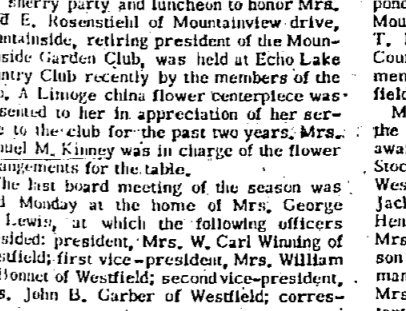 sherry party and luncheon to honor Mrs.
d E. Rosenstiehl of Mountainview drive,
ntainside, retiring president of the Moun-
side Garden Club, was held at Echo Lake
ntry Club recently by the members of the
. A Limoge china flower centerpiece was
sented to her in appreciation of her ser-
e to the club for the past two years. Mrs.
nuel M. Kinney was in charge of the flower
angements for the table.
he last board meeting of the season was
d Monday at the home of Mrs. George
Lewis, at which the following officers
sided: president, Mrs. W. Carl Winning of
stfield; first vice-president, Mrs. William
Bonnet of Westfield; second vice-president,
s. John B. Garber of Westfield; corres-
pond
Mou
T.
Cou
men
field
M
the
awa
Stoc
Wes
Jack
Hen
Mrs
son
mar
Mrs